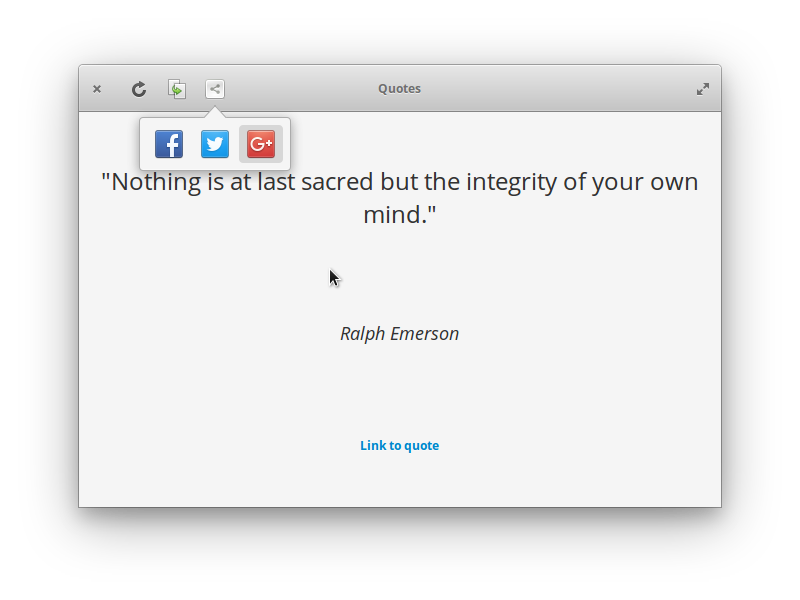 Quotes
f
G+
"Nothing is at last sacred but the integrity of your own
mind."
Ralph Emerson
Link to quote